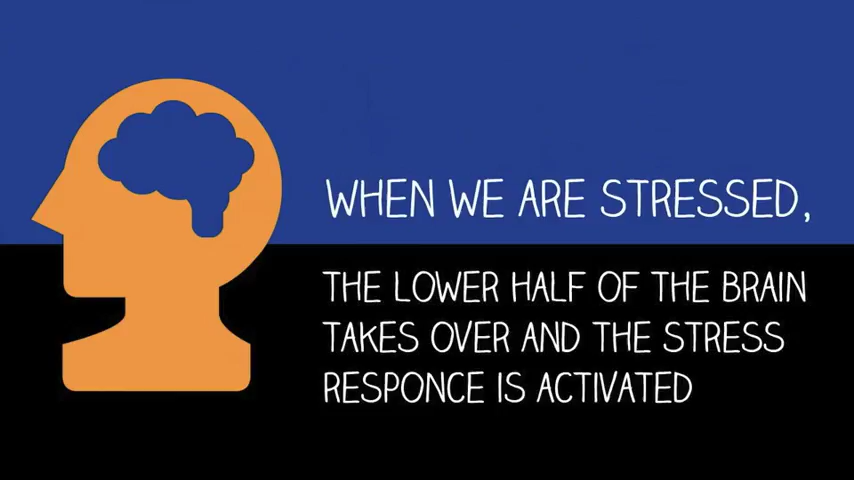 WHEN WE ARE STRESSED,
THE LOWER HALF OF THE BRAIN
TAKES OVER AND THE STRESS
RESPONCE IS ACTIVATED